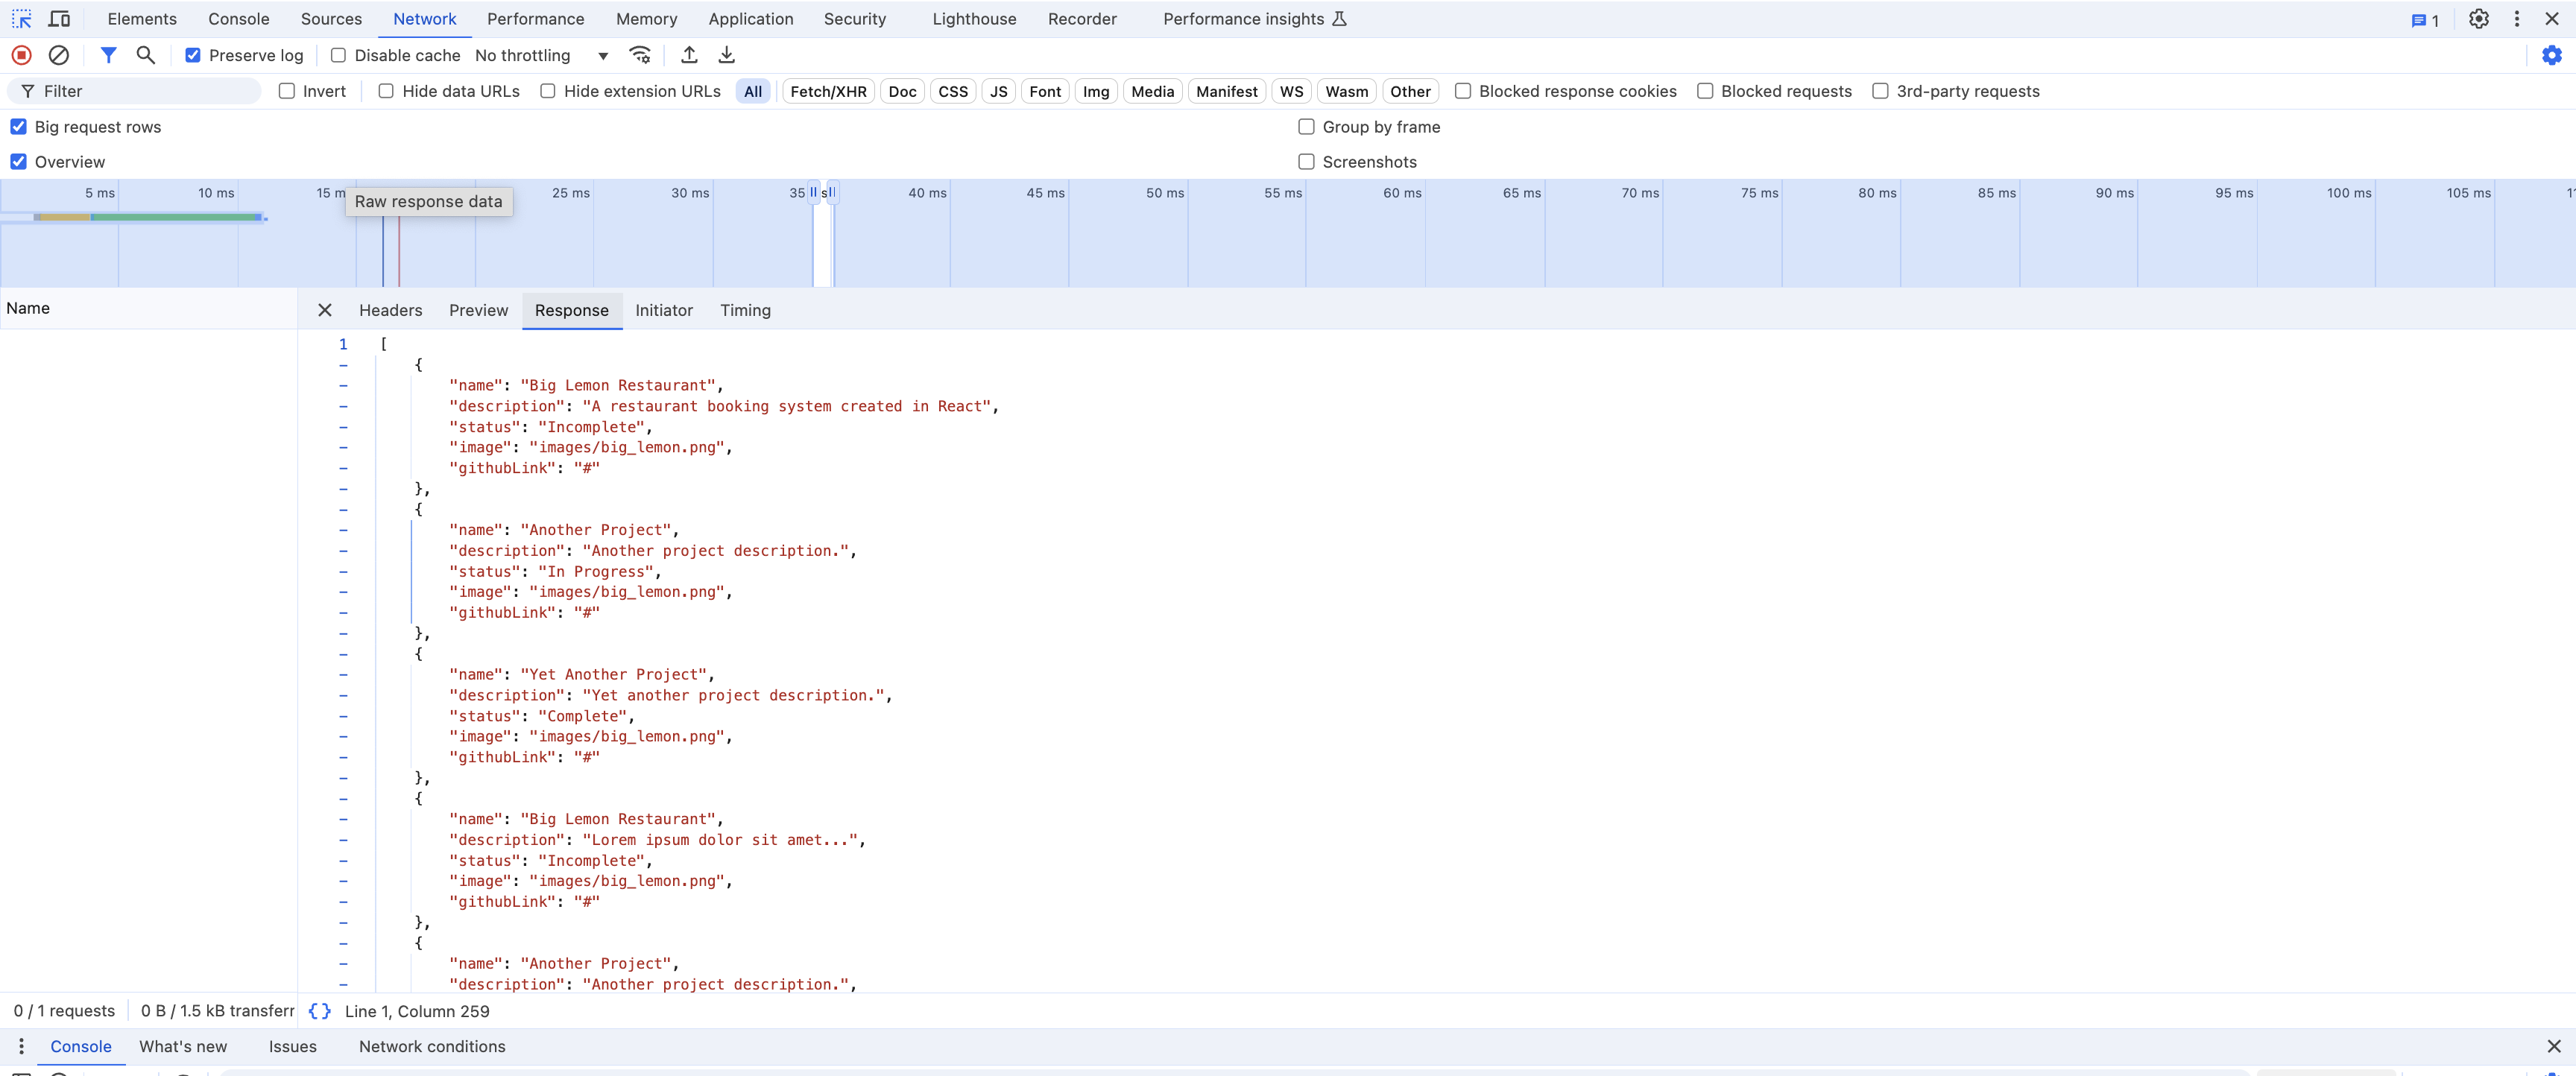 Elements Console Sources Network Performance Memory Application Security Lighthouse Recorder Performance insights 1
Preserve log Disable cache No throttling
Filter Invert Hide data URLs Hide extension URLs All Fetch/XHR Doc CSS JS Font Img Media Manifest WS Wasm Other Blocked response cookies Blocked requests 3rd-party requests
Big request rows Group by frame
Overview Screenshots
5 ms 10 ms 15 m 25 ms 30 ms 35 s 40 ms 45 ms 50 ms 55 ms 60 ms 65 ms 70 ms 75 ms 80 ms 85 ms 90 ms 95 ms 100 ms 105 ms
Raw response data
Name Headers Preview Response Initiator Timing
1 [
- {
- "name": "Big Lemon Restaurant",
- "description": "A restaurant booking system created in React",
- "status": "Incomplete",
- "image": "images/big_lemon.png",
- "githubLink": "#"
- },
- {
- "name": "Another Project",
- "description": "Another project description.",
- "status": "In Progress",
- "image": "images/big_lemon.png",
- "githubLink": "#"
- },
- {
- "name": "Yet Another Project",
- "description": "Yet another project description.",
- "status": "Complete",
- "image": "images/big_lemon.png",
- "githubLink": "#"
- },
- {
- "name": "Big Lemon Restaurant",
- "description": "Lorem ipsum dolor sit amet...",
- "status": "Incomplete",
- "image": "images/big_lemon.png",
- "githubLink": "#"
- },
- {
- "name": "Another Project",
- "description": "Another project description.",
0 / 1 requests 0 B / 1.5 kB transferr {} Line 1, Column 259
Console What's new Issues Network conditions